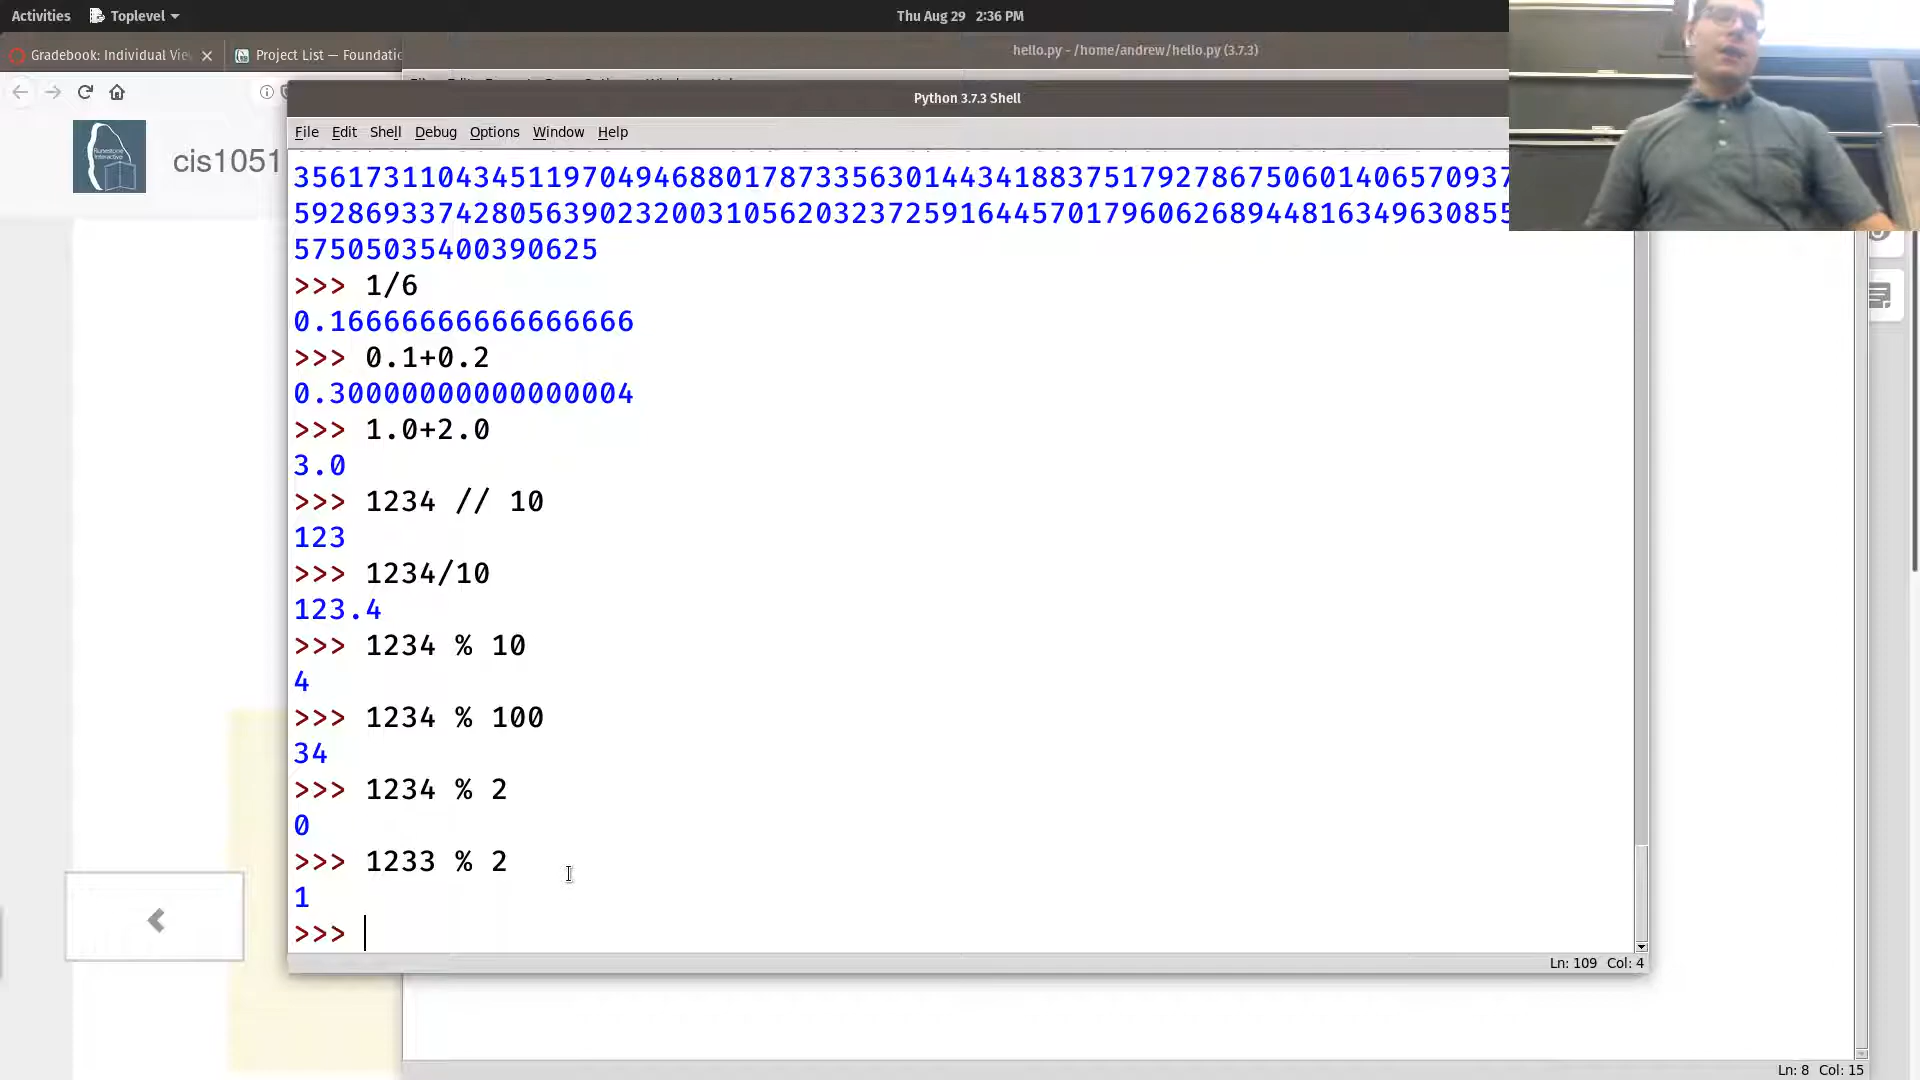 Activities Toplevel Thu Aug 29 2:36 PM
Gradebook: Individual Vie Project List — Foundatio
hello.py - /home/andrew/hello.py (3.7.3)
Python 3.7.3 Shell
File Edit Shell Debug Options Window Help
cis1051
35617311043451197049468801787335630144341883751792786750601406570937
59286933742805639023200310562032372591644570179606268944816349630855
57505035400390625
>>> 1/6
0.16666666666666666
>>> 0.1+0.2
0.30000000000000004
>>> 1.0+2.0
3.0
>>> 1234 // 10
123
>>> 1234/10
123.4
>>> 1234 % 10
4
>>> 1234 % 100
34
>>> 1234 % 2
0
>>> 1233 % 2
1
>>>
Ln: 109 Col: 4
Ln: 8 Col: 15